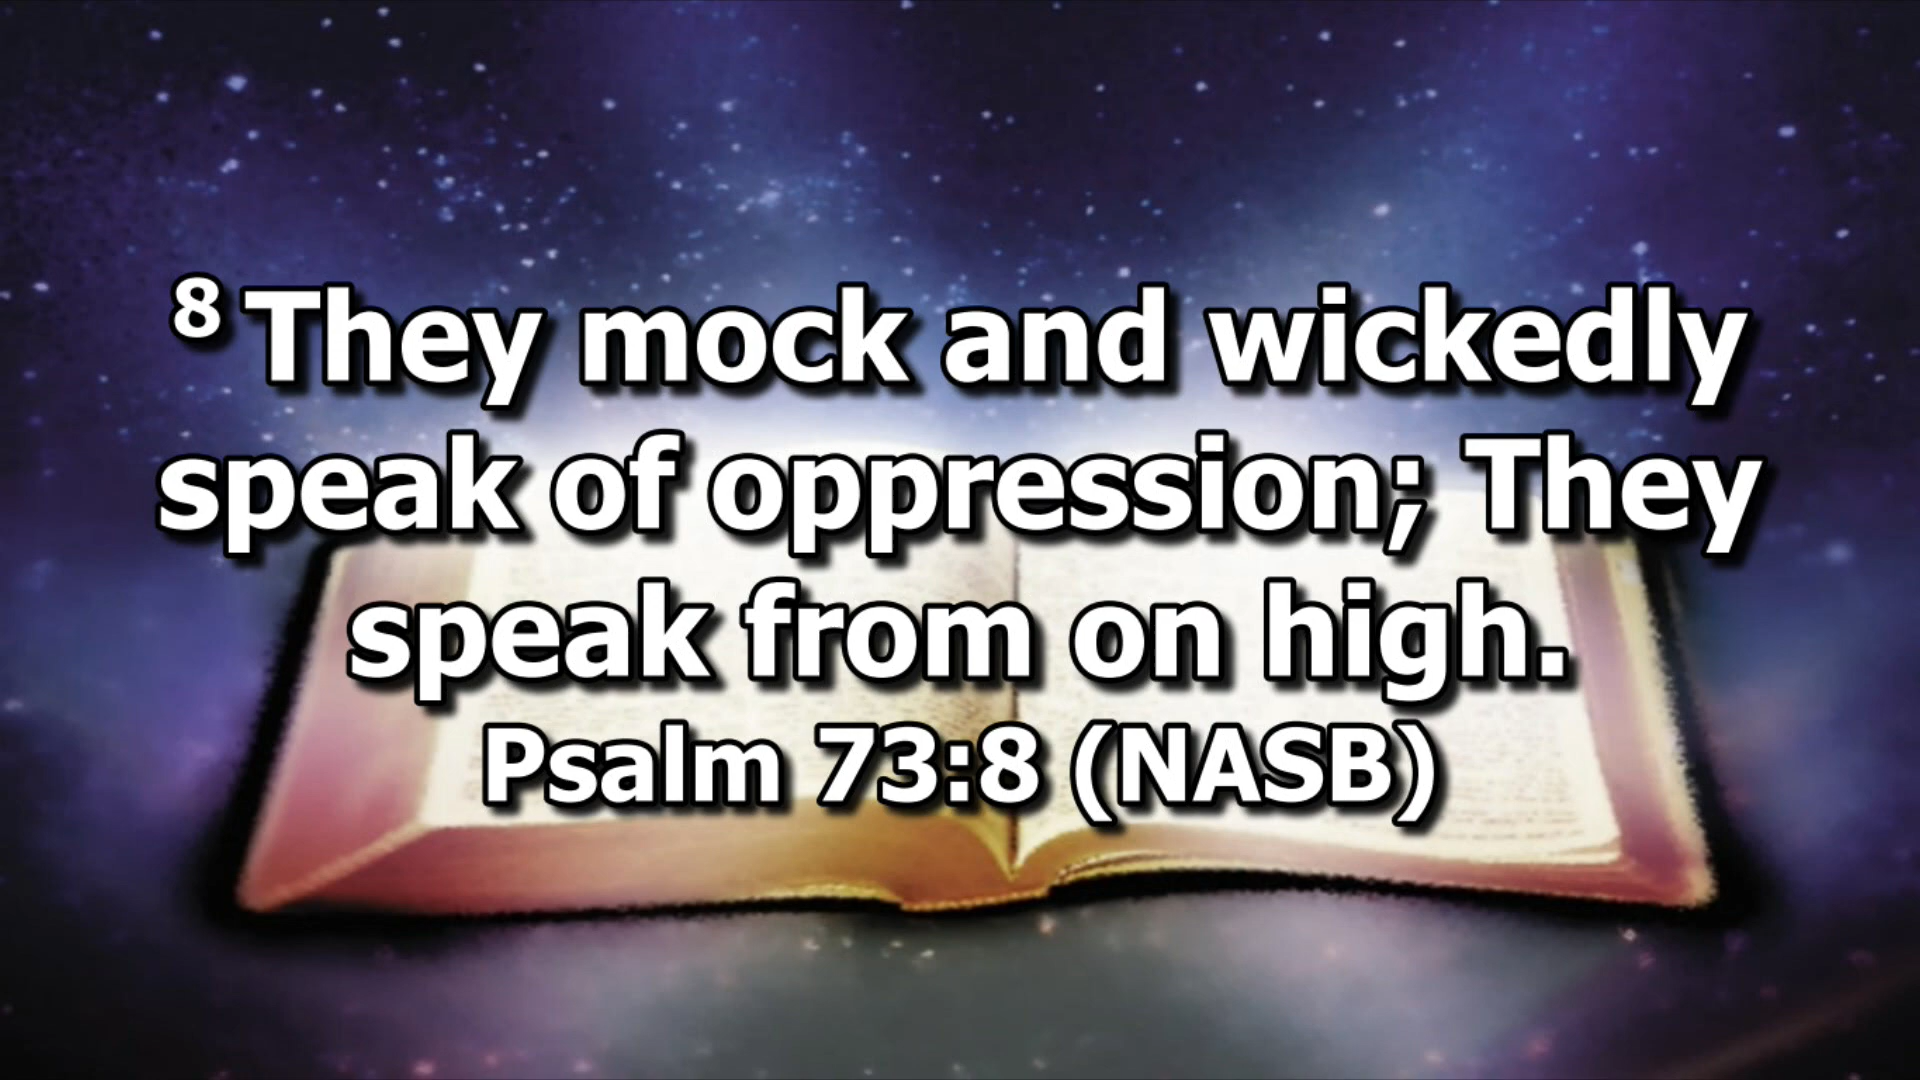 8 They mock and wickedly
speak of oppression; They
speak from on high.
Psalm 73:8 (NASB)